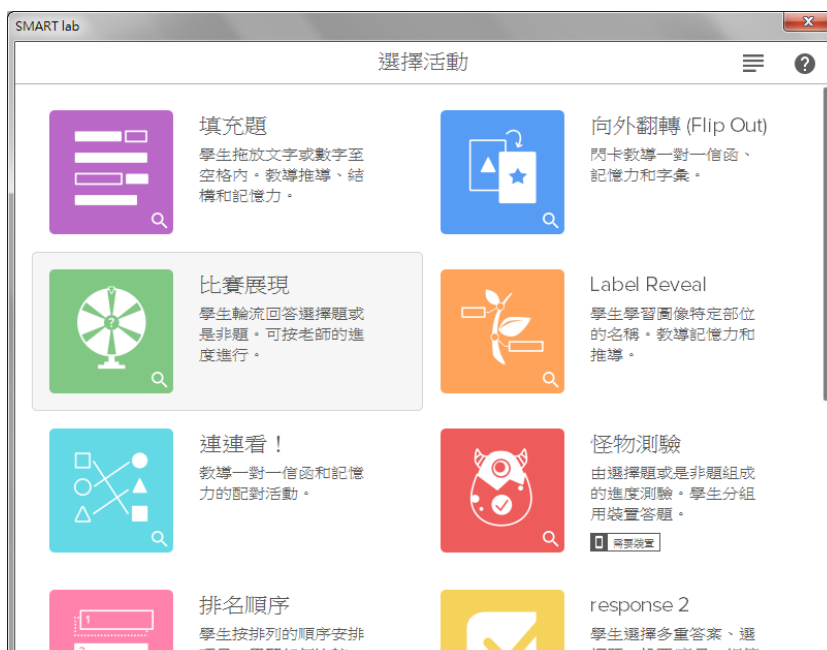 SMART lab
選擇活動
填充題
學生拖放文字或數字至
空格內。教導推導、結
構和記憶力。
向外翻轉 (Flip Out)
閃卡教導一對一信函、
記憶力和字彙。
比賽展現
學生輪流回答選擇題或
是非題。可按老師的進
度進行。
Label Reveal
學生學習圖像特定部位
的名稱。教導記憶力和
推導。
連連看！
教導一對一信函和記憶
力的配對活動。
怪物測驗
由選擇題或是非題組成
的進度測驗。學生分組
用裝置答題。
需要裝置
排名順序
1
學生按排列的順序安排
response 2
學生選擇多重答案、選